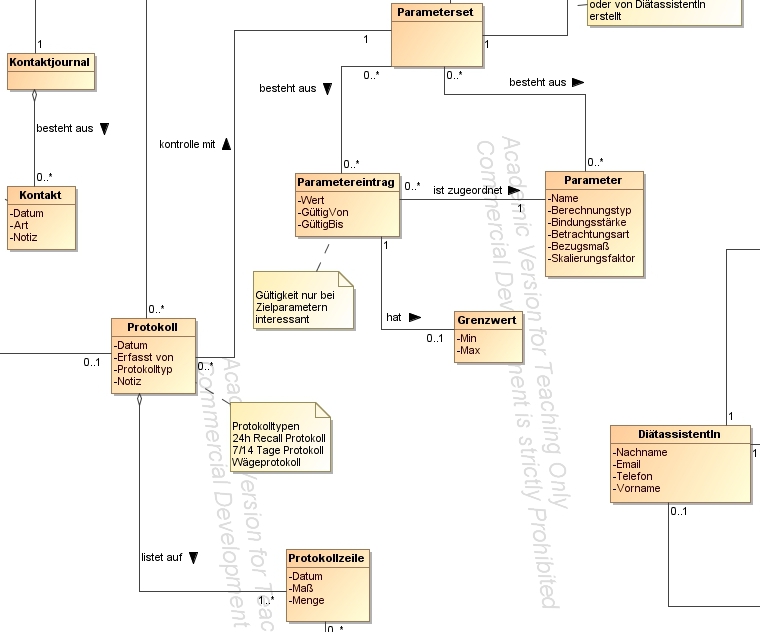 Parameterset
oder von DiätassistentIn
erstellt
1
1
1
Kontaktjournal
0..*
0..*
besteht aus
besteht aus
besteht aus
kontrolle mit
0..*
0..*
0..*
Kontakt
-Datum
-Art
-Notiz
Parametereintrag
-Wert
-GültigVon
-GültigBis
0..*
ist zugeordnet
1
Parameter
-Name
-Berechnungstyp
-Bindungsstärke
-Betrachtungsart
-Bezugsmaß
-Skalierungsfaktor
1
Gültigkeit nur bei
Zielparametern
interessant
hat
0..1
Grenzwert
-Min
-Max
0..*
Protokoll
-Datum
-Erfasst von
-Protokolltyp
-Notiz
0..1
0..*
Protokolltypen
24h Recall Protokoll
7/14 Tage Protokoll
Wägeprotokoll
1
DiätassistentIn
-Nachname
-Email
-Telefon
-Vorname
1
0..1
listet auf
1..*
Protokollzeile
-Datum
-Maß
-Menge
0..*
Academic Version for Teaching Only
Commercial Development is strictly Prohibited
Commercial Development